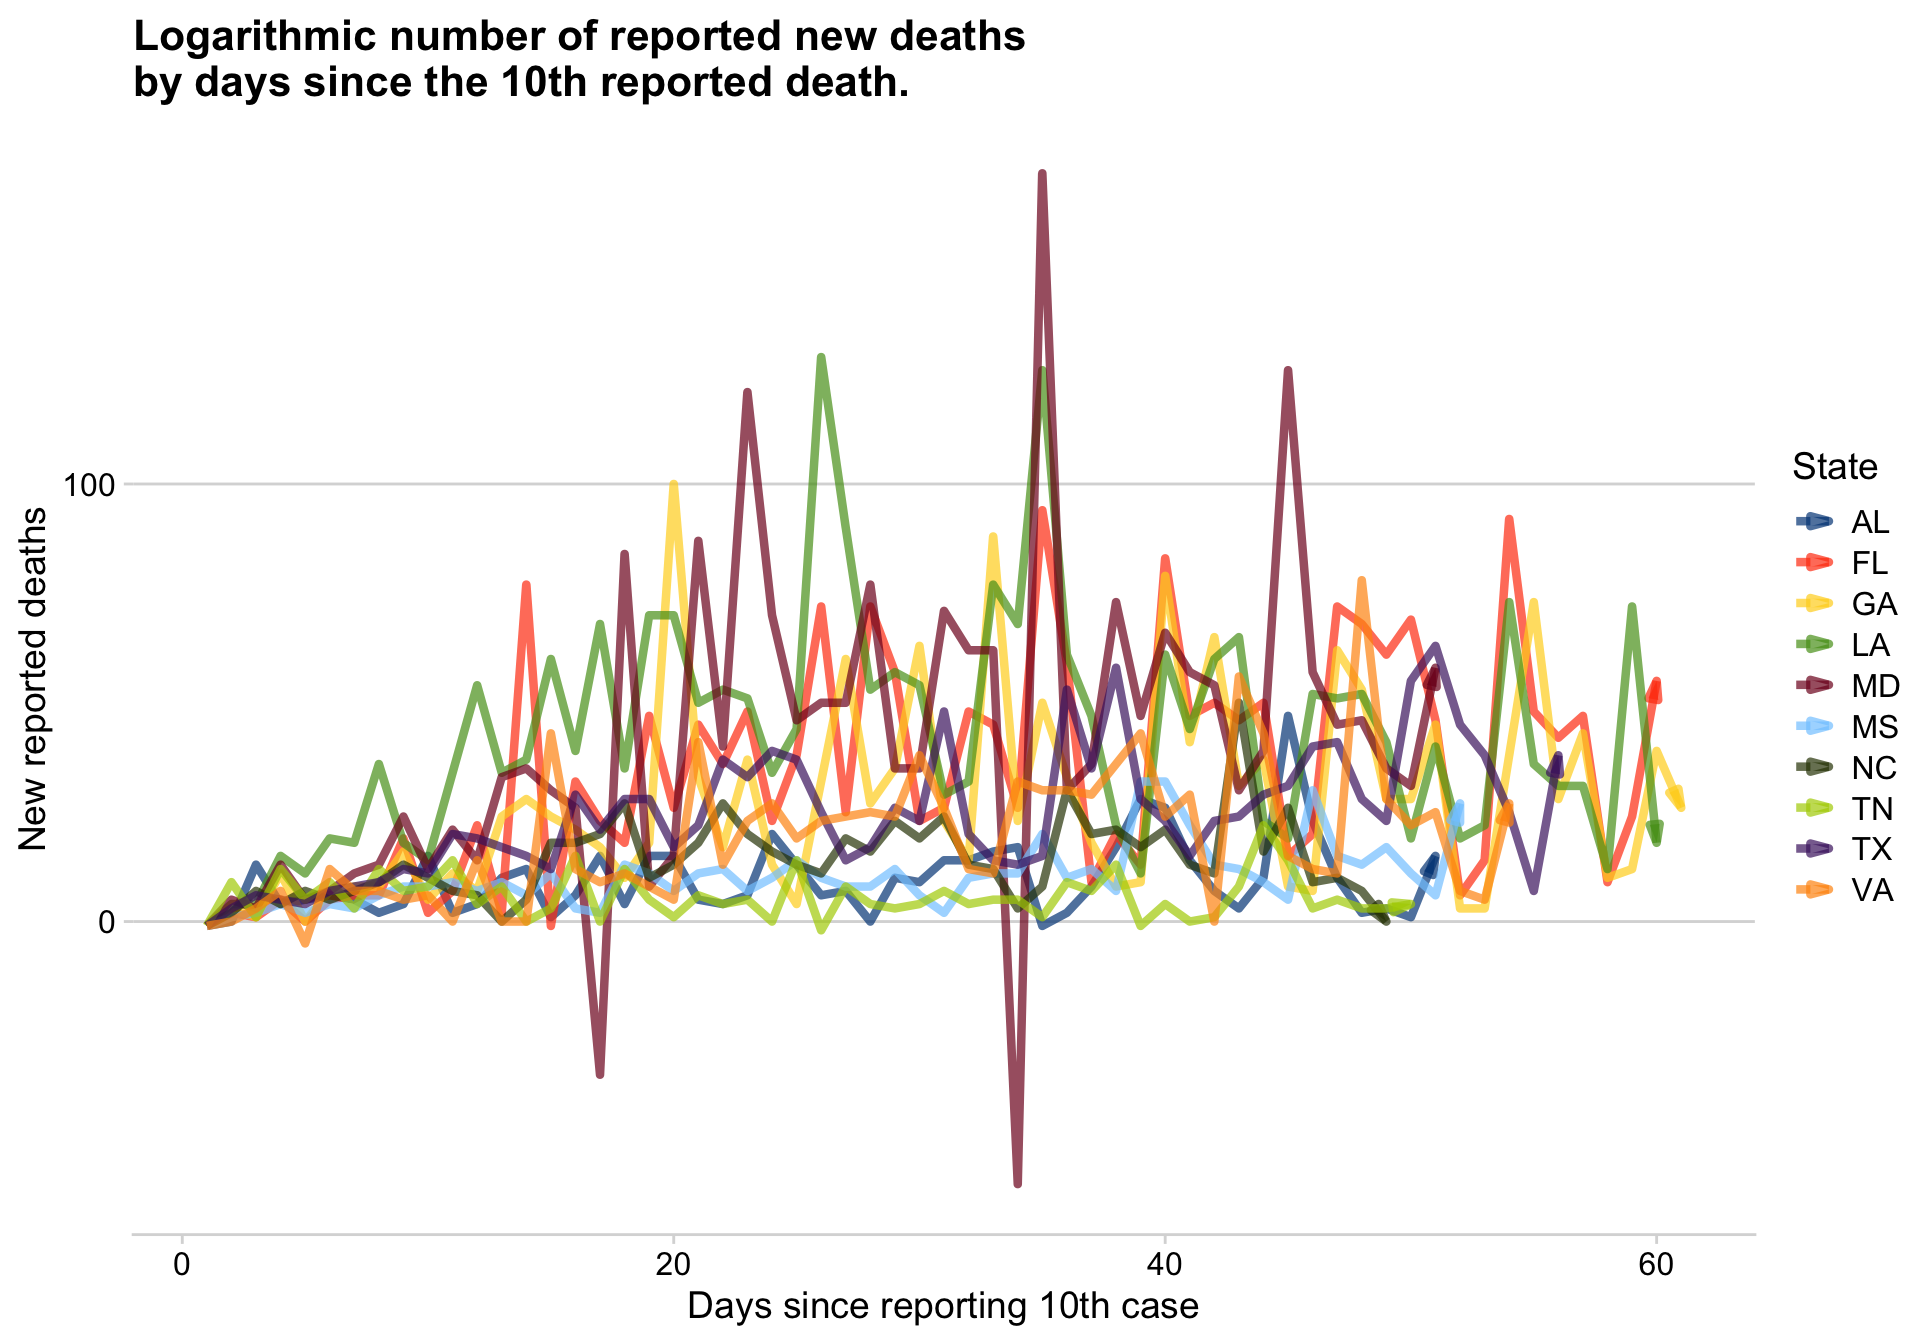 Logarithmic number of reported new deaths
by days since the 10th reported death.
New reported deaths
100
0
0
20
40
60
Days since reporting 10th case
State
AL
FL
GA
LA
MD
MS
NC
TN
TX
VA